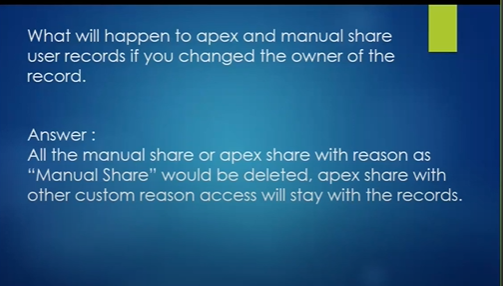 What will happen to apex and manual share
user records if you changed the owner of the
record.
Answer :
All the manual share or apex share with reason as
“Manual Share” would be deleted, apex share with
other custom reason access will stay with the records.